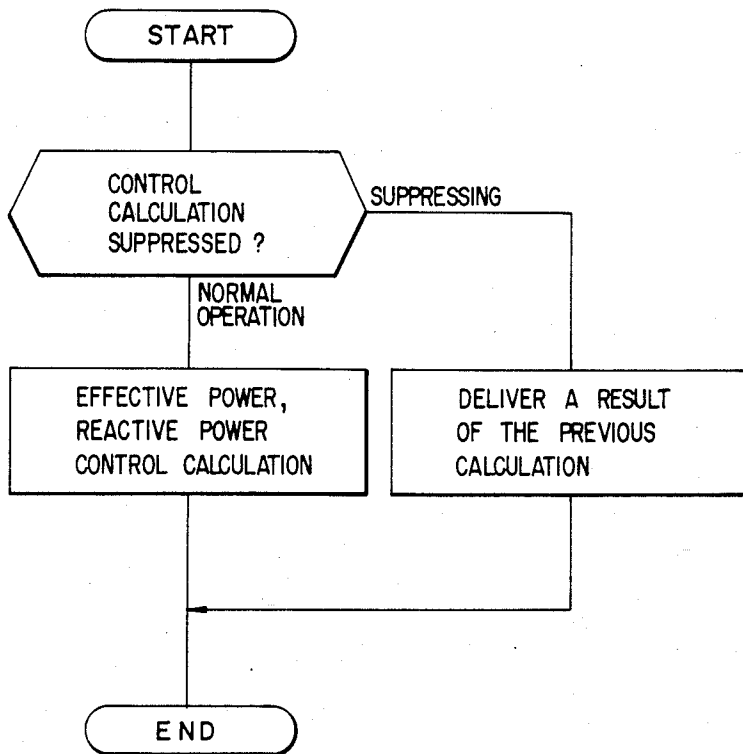 START
CONTROL
CALCULATION
SUPPRESSED ?
SUPPRESSING
NORMAL
OPERATION
EFFECTIVE POWER,
REACTIVE POWER
CONTROL CALCULATION
DELIVER A RESULT
OF THE PREVIOUS
CALCULATION
END